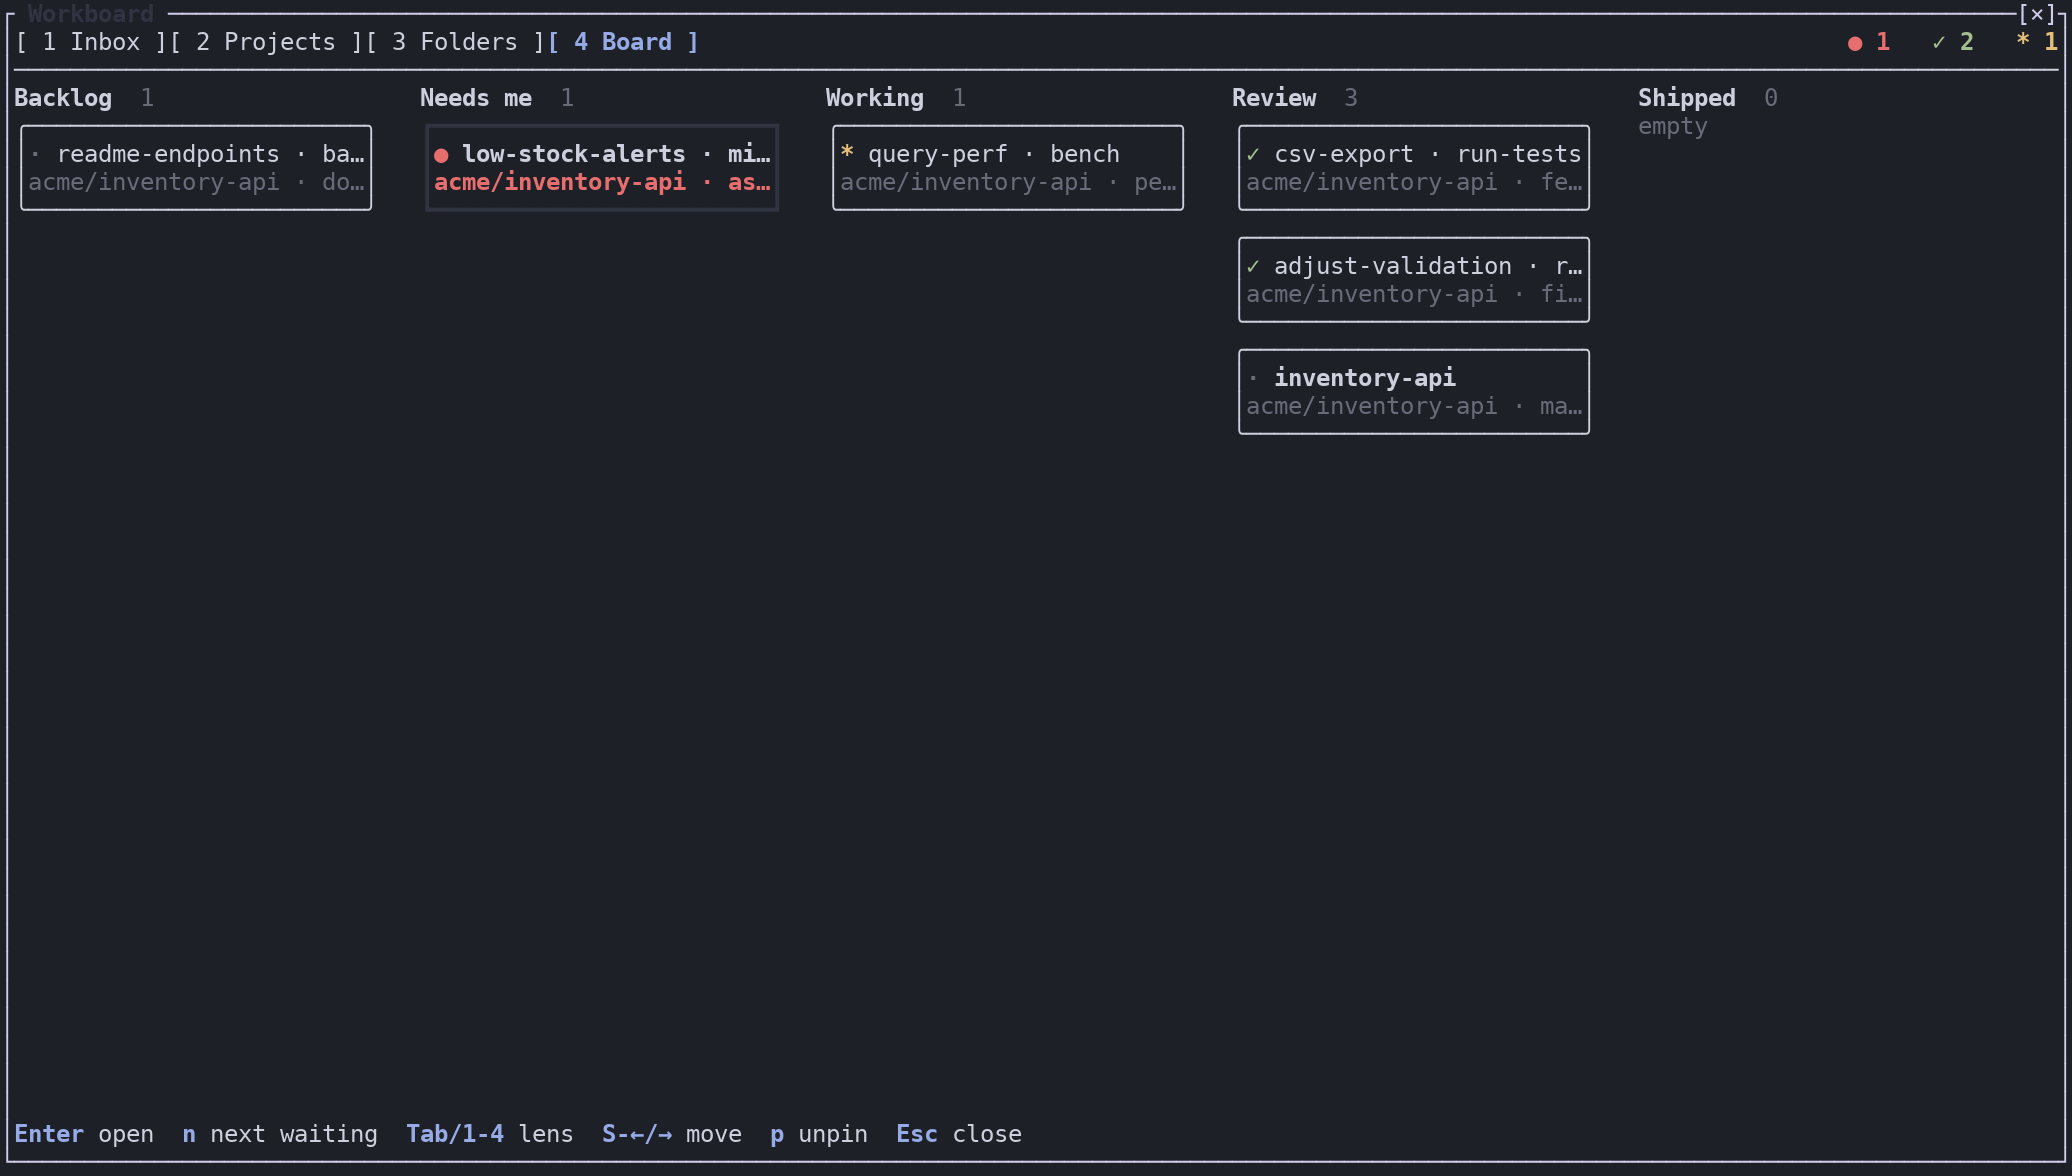 Workboard [×]
[ 1 Inbox ][ 2 Projects ][ 3 Folders ][ 4 Board ] ● 1 ✓ 2 * 1
Backlog 1
· readme-endpoints · ba…
acme/inventory-api · do…
Needs me 1
● low-stock-alerts · mi…
acme/inventory-api · as…
Working 1
* query-perf · bench
acme/inventory-api · pe…
Review 3
✓ csv-export · run-tests
acme/inventory-api · fe…
✓ adjust-validation · r…
acme/inventory-api · fi…
· inventory-api
acme/inventory-api · ma…
Shipped 0
empty
Enter open n next waiting Tab/1-4 lens S-←/→ move p unpin Esc close